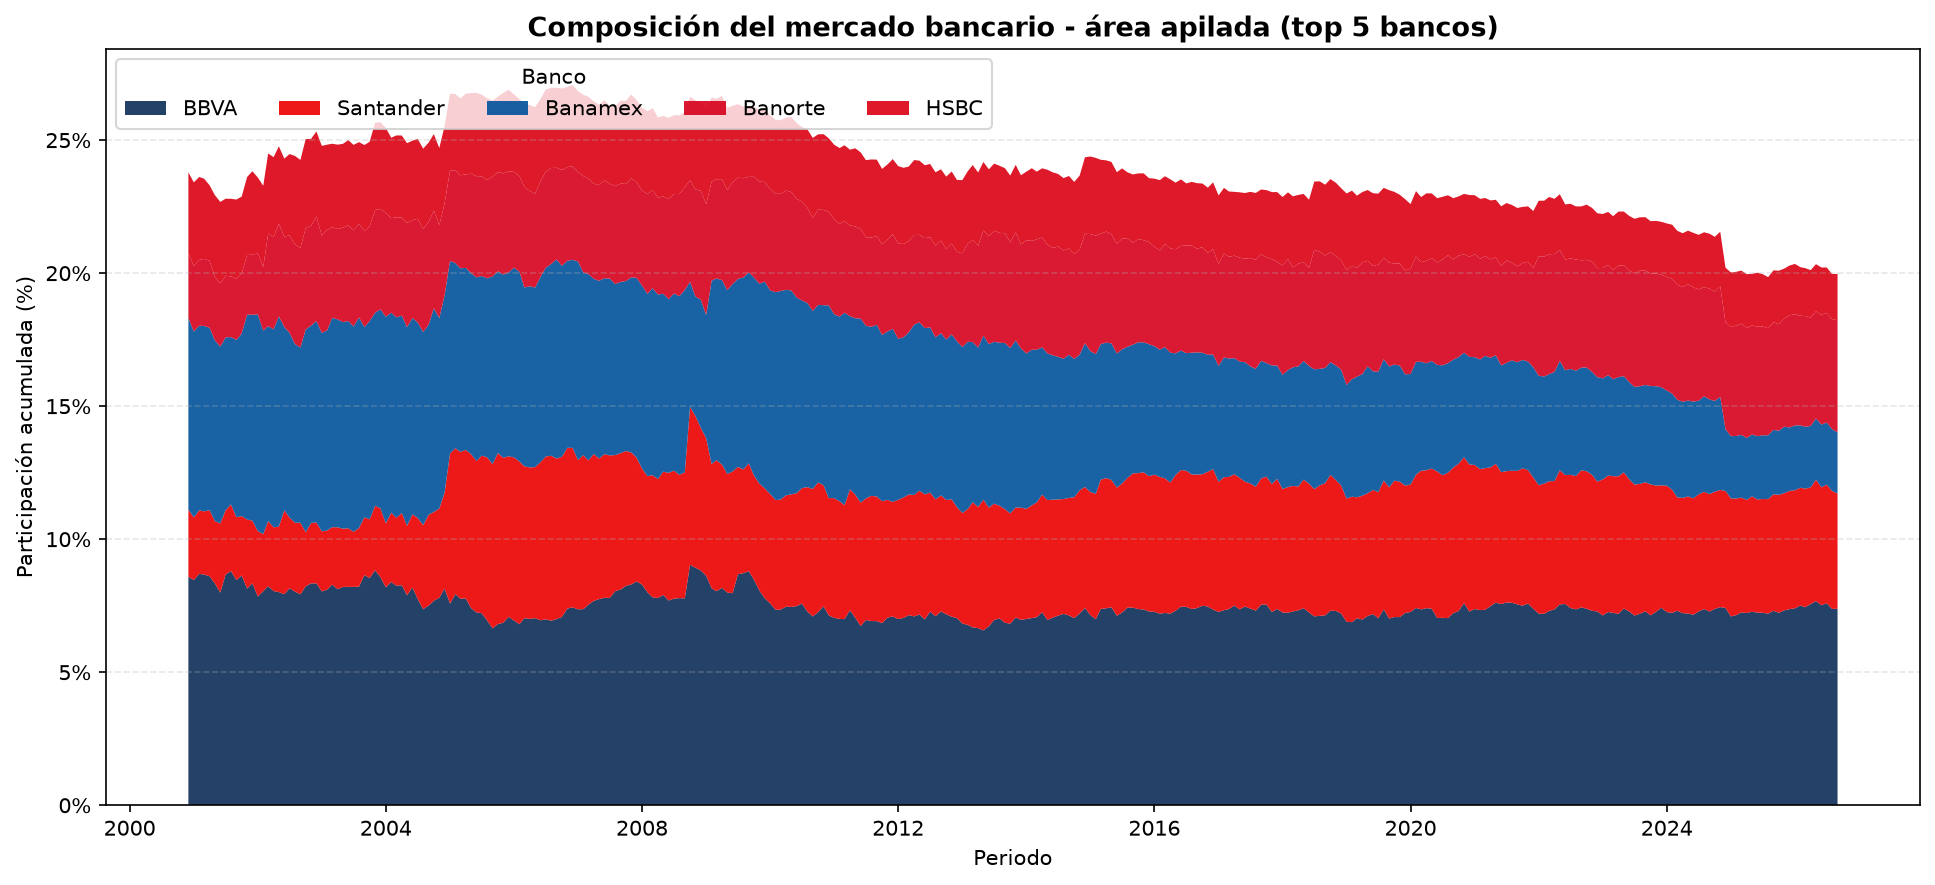 Composición del mercado bancario - área apilada (top 5 bancos)
Banco
BBVA Santander Banamex Banorte HSBC
25%
20%
15%
10%
5%
0%
Participación acumulada (%)
2000 2004 2008 2012 2016 2020 2024
Periodo